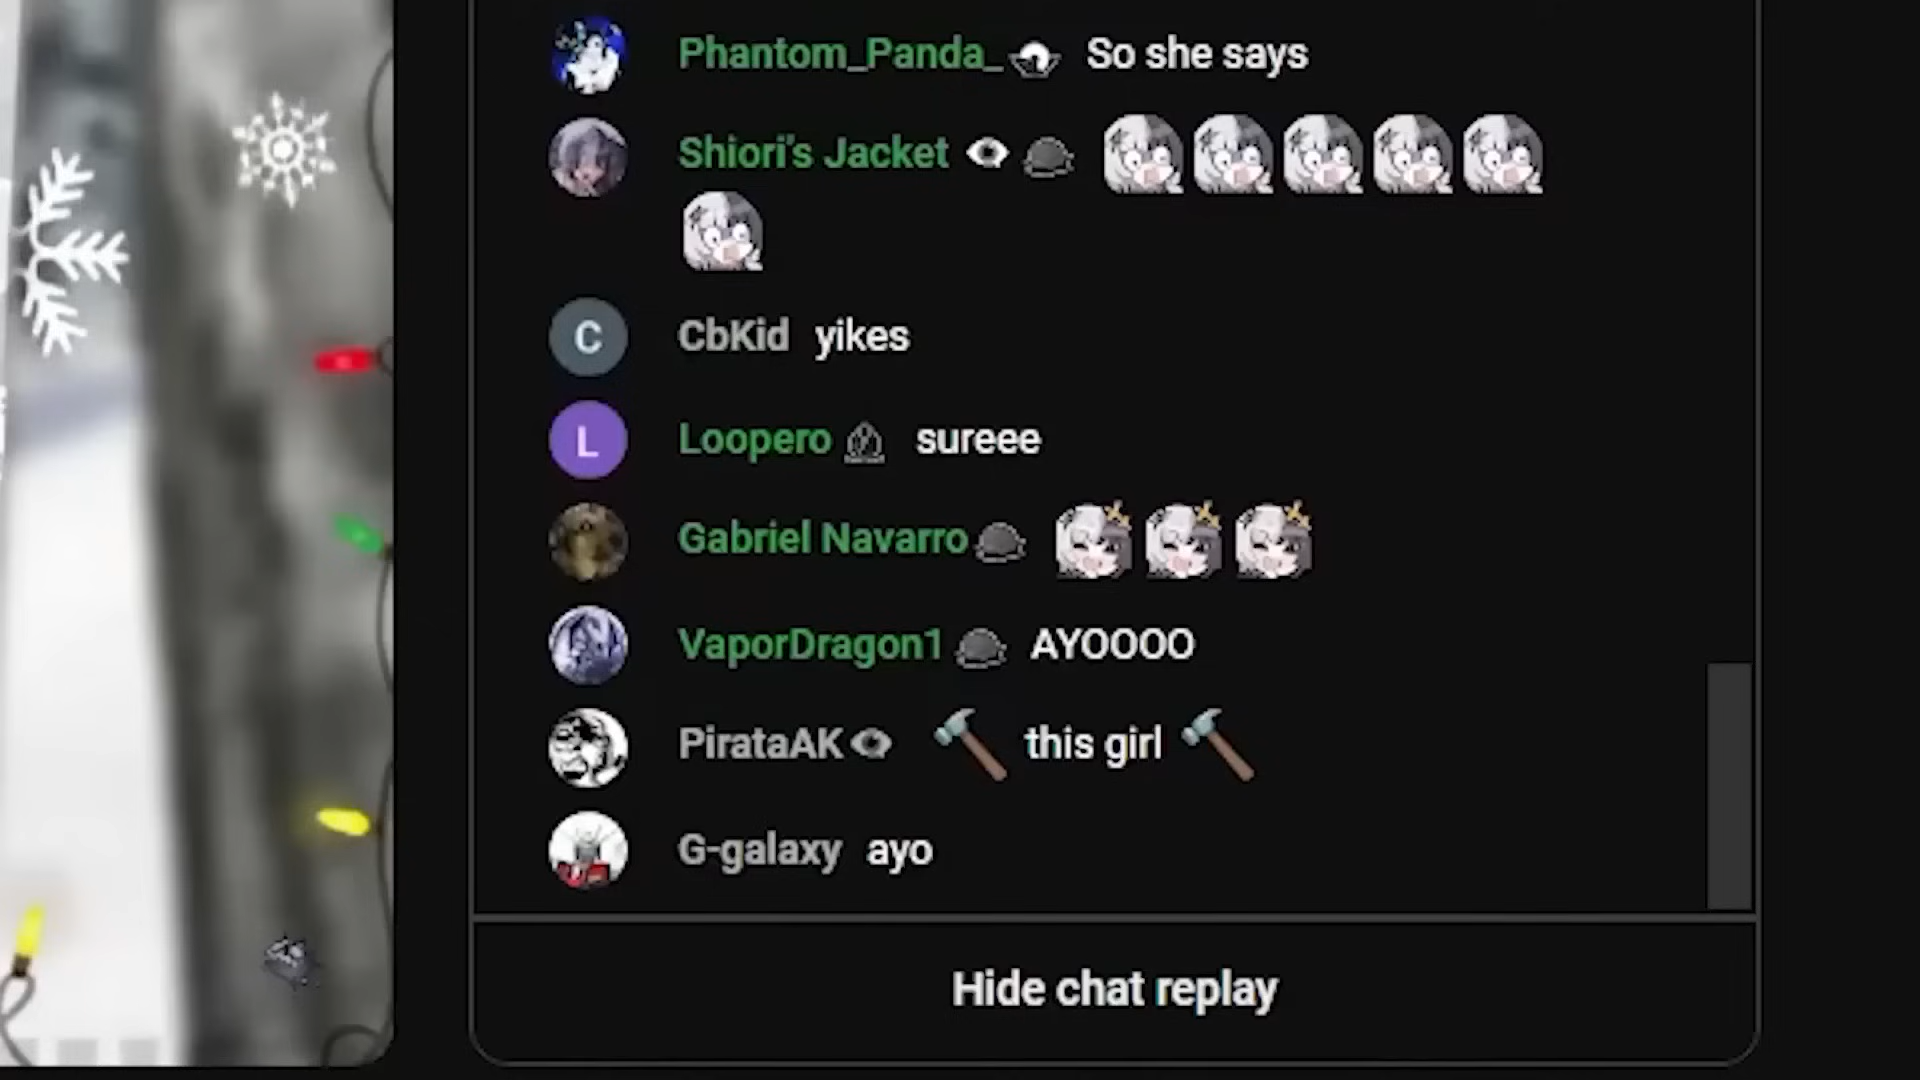 Phantom_Panda_ So she says
Shiori's Jacket
C CbKid yikes
L Loopero sureee
Gabriel Navarro
VaporDragon1 AYOOOO
PirataAK this girl
G-galaxy ayo
Hide chat replay